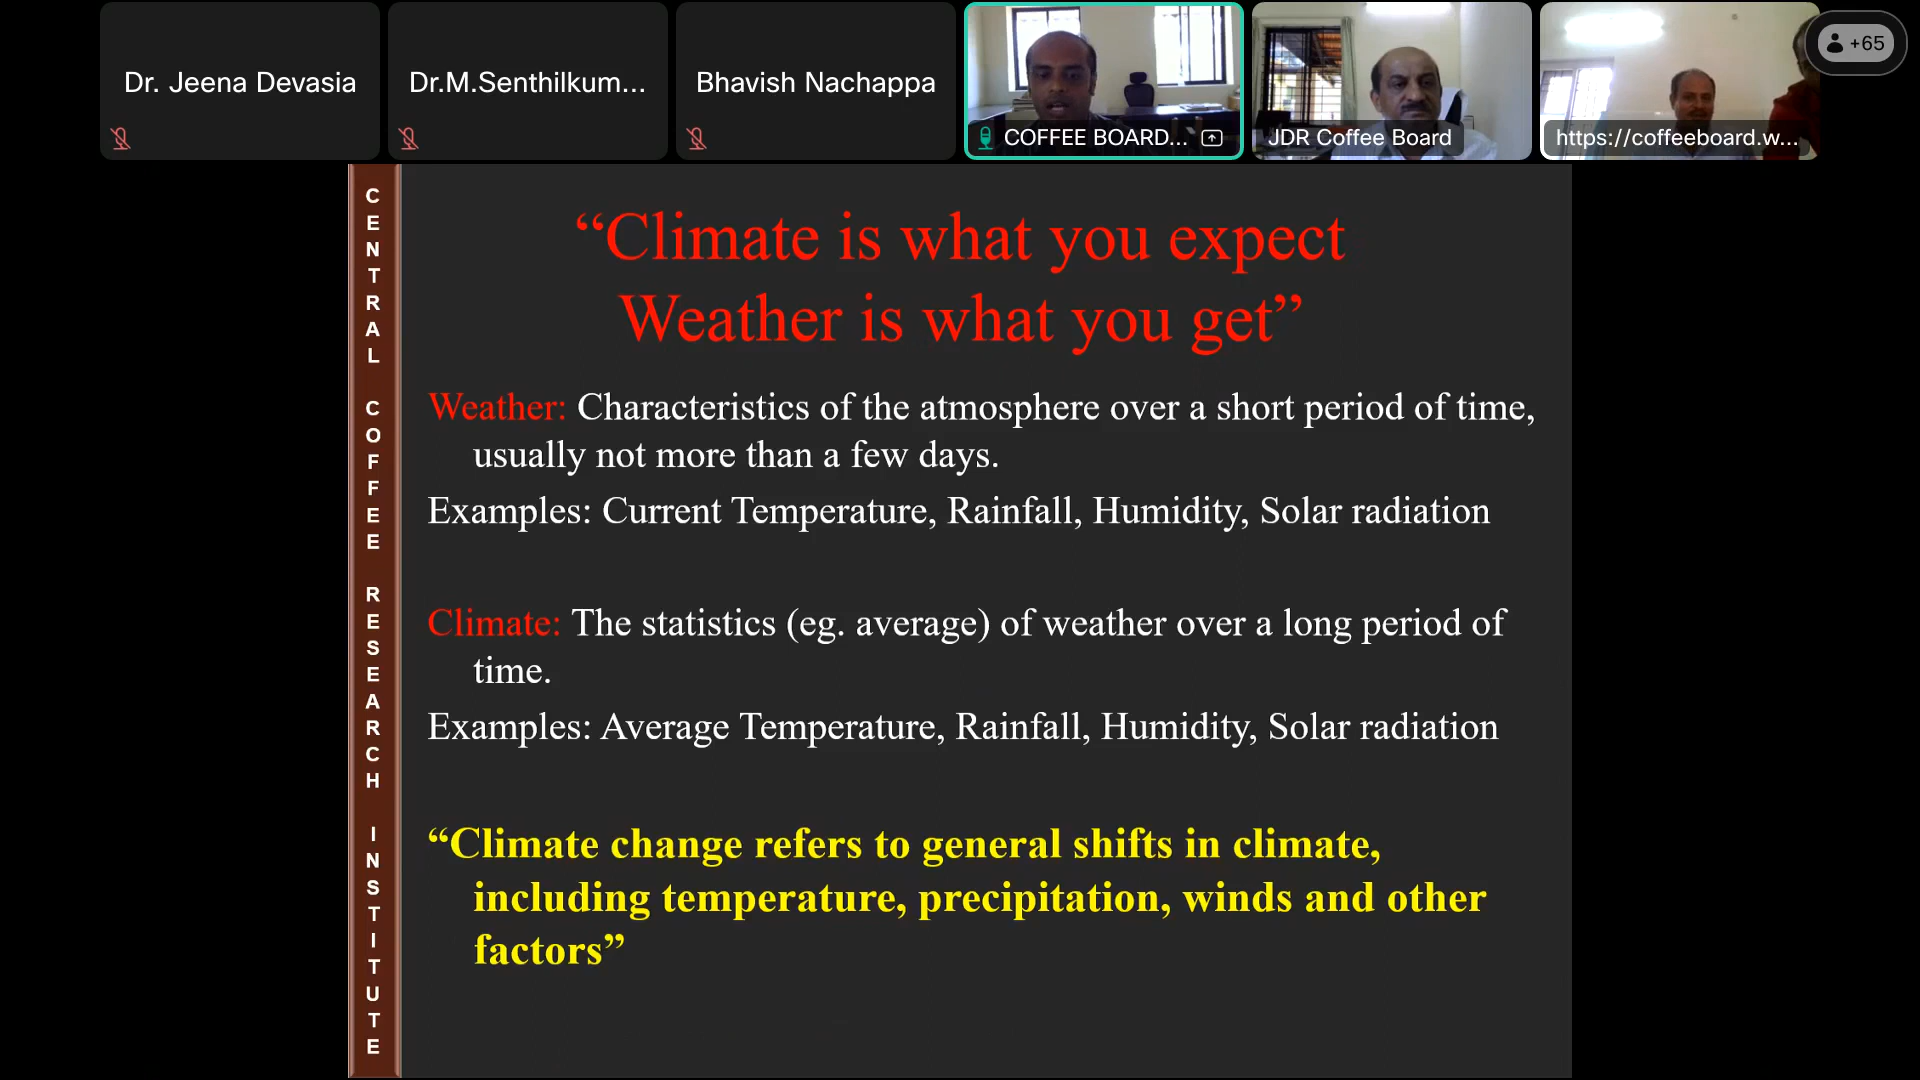 Dr. Jeena Devasia
Dr.M.Senthilkum...
Bhavish Nachappa
COFFEE BOARD...
JDR Coffee Board
https://coffeeboard.w...
+65
CENTRAL COFFEE RESEARCH INSTITUTE
“Climate is what you expect
Weather is what you get”
Weather: Characteristics of the atmosphere over a short period of time,
usually not more than a few days.
Examples: Current Temperature, Rainfall, Humidity, Solar radiation
Climate: The statistics (eg. average) of weather over a long period of
time.
Examples: Average Temperature, Rainfall, Humidity, Solar radiation
“Climate change refers to general shifts in climate,
including temperature, precipitation, winds and other
factors”